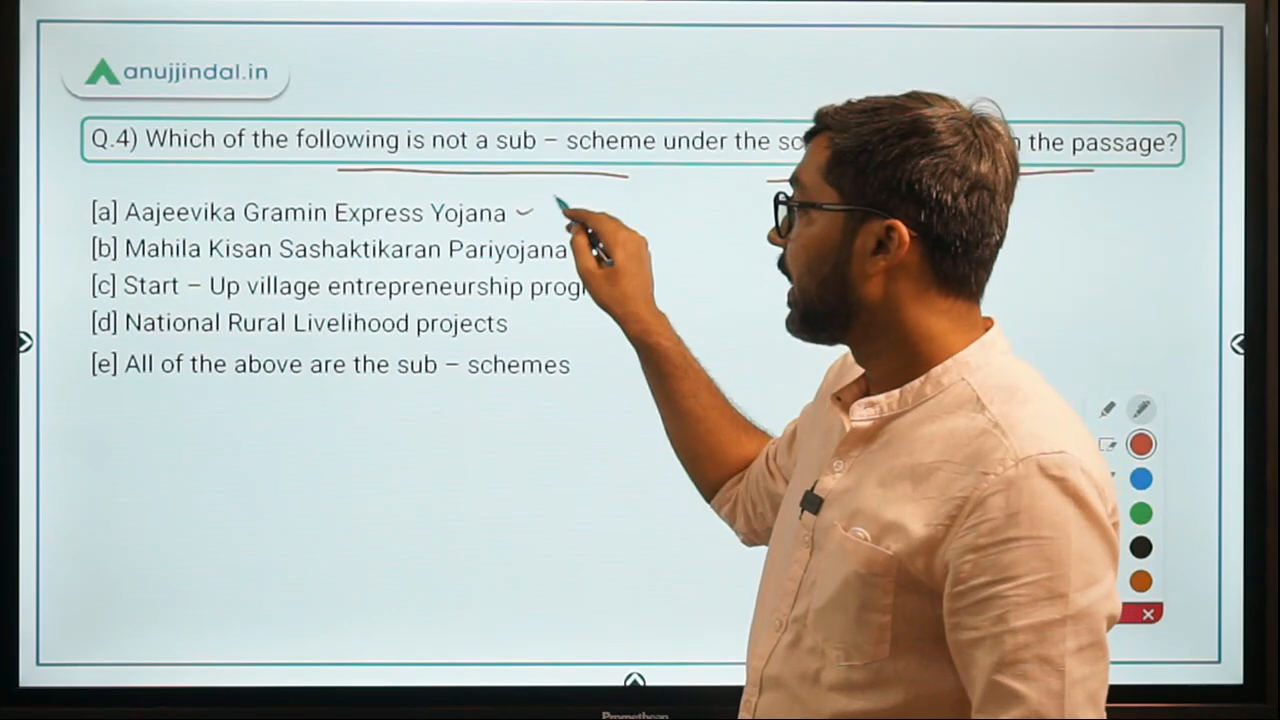 anujjindal.in
Q.4) Which of the following is not a sub – scheme under the the passage?
[a] Aajeevika Gramin Express Yojana
[b] Mahila Kisan Sashaktikaran Pariyojana
[c] Start – Up village entrepreneurship
[d] National Rural Livelihood projects
[e] All of the above are the sub – schemes
Promethean